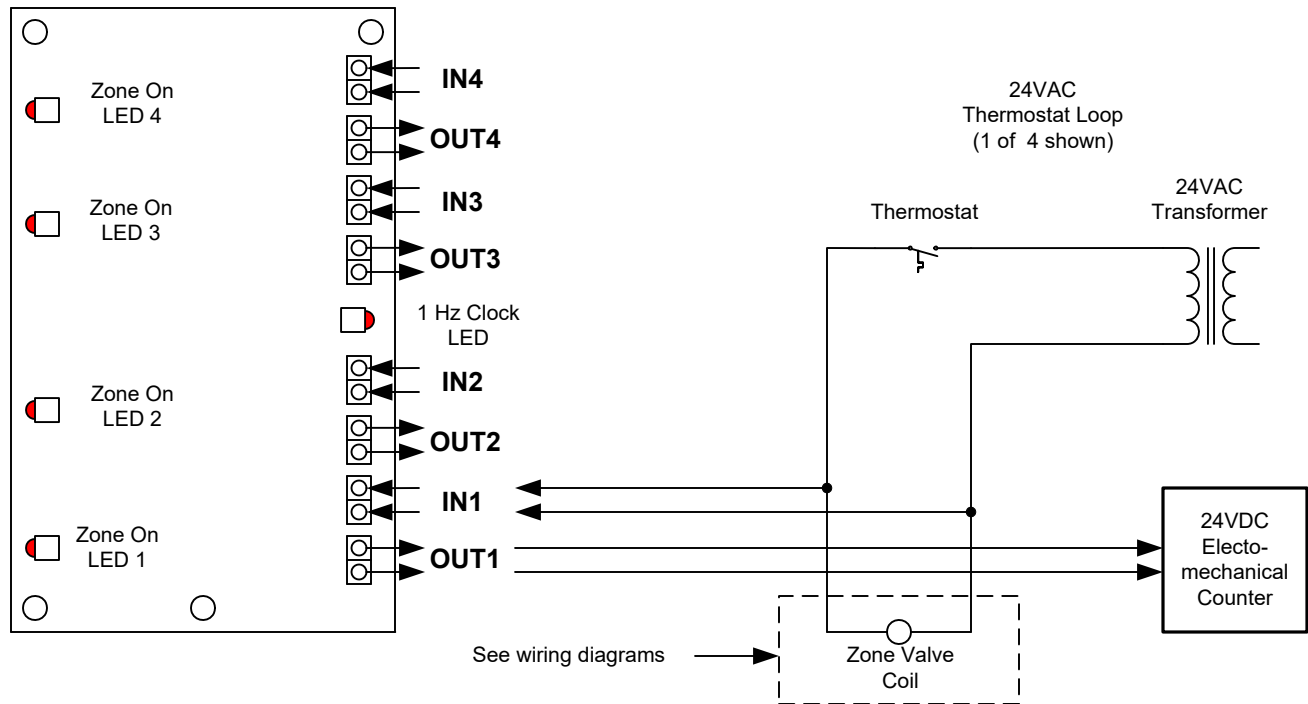 Zone On
LED 4
IN4
OUT4
Zone On
LED 3
IN3
OUT3
1 Hz Clock
LED
Zone On
LED 2
IN2
OUT2
IN1
Zone On
LED 1
OUT1
24VAC
Thermostat Loop
(1 of 4 shown)
Thermostat
24VAC
Transformer
24VDC
Electo-
mechanical
Counter
See wiring diagrams
Zone Valve
Coil